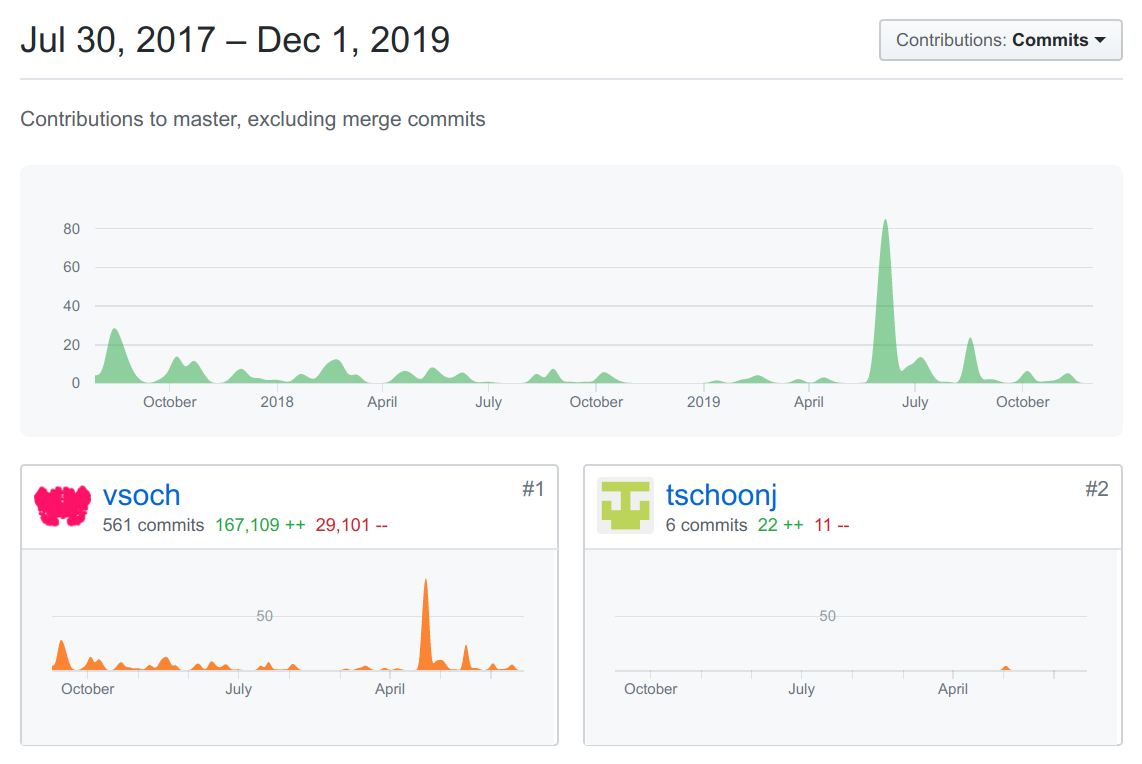 Jul 30, 2017 – Dec 1, 2019
Contributions: Commits
Contributions to master, excluding merge commits
80
60
40
20
0
October 2018 April July October 2019 April July October
vsoch #1
561 commits 167,109 ++ 29,101 --
50
October July April
tschoonj #2
6 commits 22 ++ 11 --
50
October July April